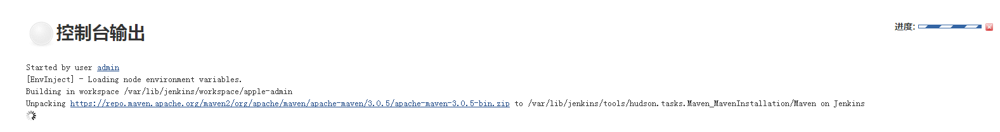 控制台输出
进度:
Started by user admin
[EnvInject] - Loading node environment variables.
Building in workspace /var/lib/jenkins/workspace/apple-admin
Unpacking https://repo.maven.apache.org/maven2/org/apache/maven/apache-maven/3.0.5/apache-maven-3.0.5-bin.zip to /var/lib/jenkins/tools/hudson.tasks.Maven_MavenInstallation/Maven on Jenkins